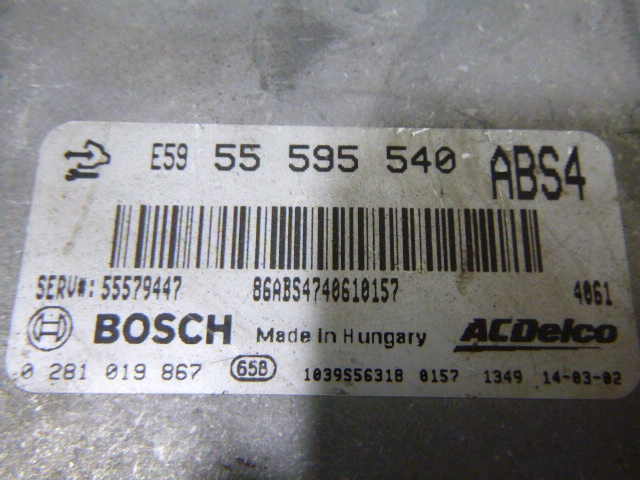 E59 55 595 540 ABS4
SERV#: 55579447 86ABS4740610157 4061
BOSCH Made in Hungary ACDelco
0 281 019 867 65B 1039S56318 0157 1349 14-03-02